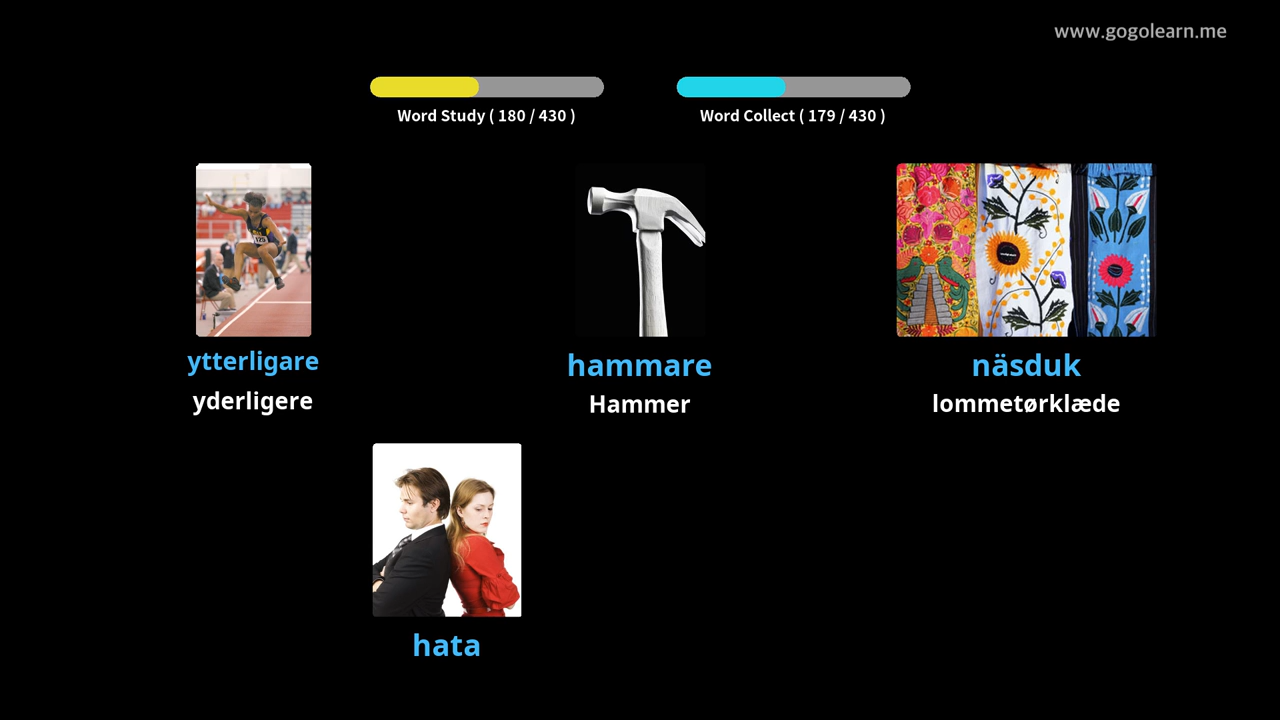 www.gogolearn.me
Word Study ( 180 / 430 )
Word Collect ( 179 / 430 )
ytterligare
yderligere
hammare
Hammer
näsduk
lommetørklæde
hata